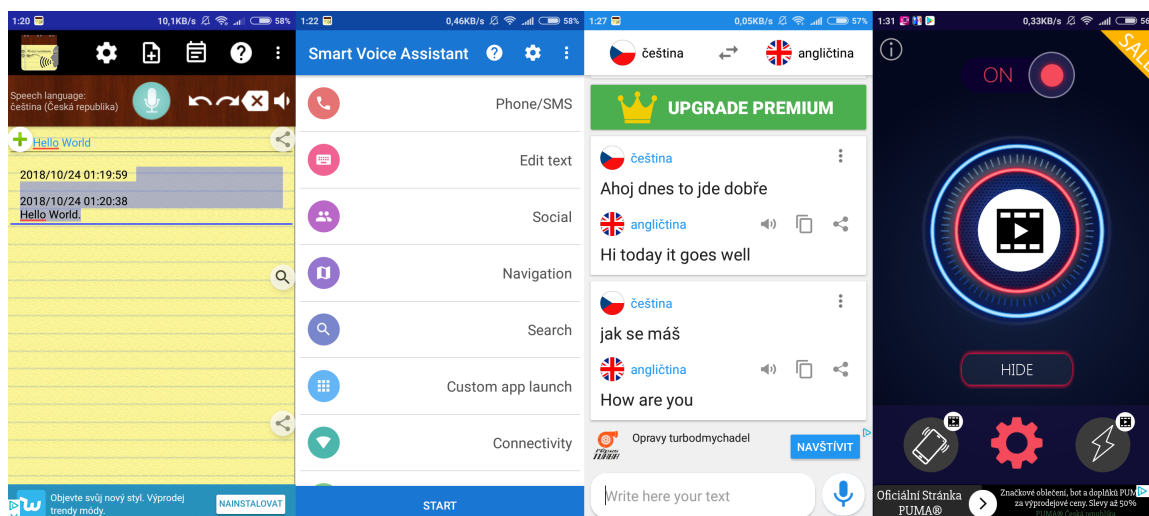 1:20
10,1KB/s
58%
Speech language:
čeština (Česká republika)
Hello World
2018/10/24 01:19:59
2018/10/24 01:20:38
Hello World.
Objevte svůj nový styl. Výprodej
trendy módy.
NAINSTALOVAT
1:22
0,46KB/s
58%
Smart Voice Assistant
Phone/SMS
Edit text
Social
Navigation
Search
Custom app launch
Connectivity
START
1:27
0,05KB/s
57%
čeština
angličtina
UPGRADE PREMIUM
čeština
Ahoj dnes to jde dobře
angličtina
Hi today it goes well
čeština
jak se máš
angličtina
How are you
Opravy turbodmychadel
NAVŠTÍVIT
Write here your text
1:31
0,33KB/s
56
SALE
ON
HIDE
Oficiální Stránka
PUMA®
Značkové oblečení, bot a doplňků PUM
za výprodejové ceny. Slevy až 50%
PUMA® Česká republika